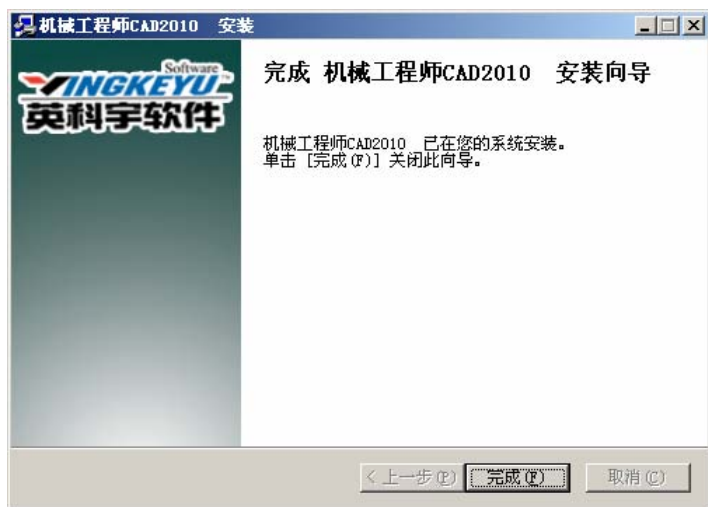 机械工程师CAD2010 安装
Software
YINGKEYU
英科宇软件
完成 机械工程师CAD2010 安装向导
机械工程师CAD2010 已在您的系统安装。
单击 [完成(F)] 关闭此向导。
< 上一步(P) 完成(F) 取消(C)